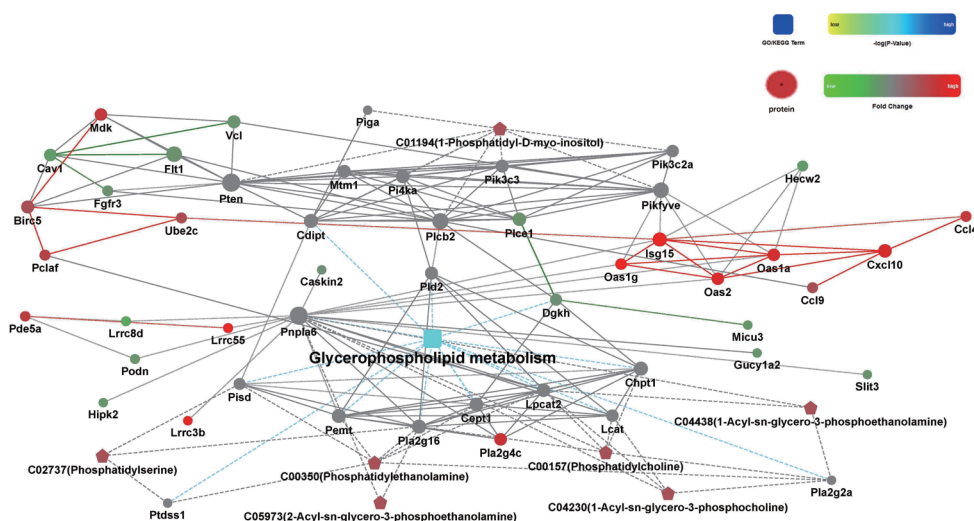 low
high
GO/KEGG Term
-log(P-Value)
low
high
protein
Fold Change
Piga
Mdk
Vcl
C01194(1-Phosphatidyl-D-myo-inositol)
Pik3c2a
Cav1
Flt1
Pik3c3
Hecw2
Mtm1
Pi4ka
Fgfr3
Pten
Pikfyve
Birc5
Ube2c
Cdipt
Plcb2
Plce1
Ccl4
Isg15
Pclaf
Oas1g
Oas1a
Cxcl10
Caskin2
Pld2
Oas2
Ccl9
Pde5a
Lrrc8d
Lrrc55
Pnpla6
Dgkh
Micu3
Glycerophospholipid metabolism
Podn
Gucy1a2
Slit3
Pisd
Chpt1
Hipk2
Lpcat2
Cept1
Lrrc3b
Pemt
Pla2g16
Lcat
C04438(1-Acyl-sn-glycero-3-phosphoethanolamine)
Pla2g4c
C02737(Phosphatidylserine)
C00350(Phosphatidylethanolamine)
C00157(Phosphatidylcholine)
Pla2g2a
Ptdss1
C05973(2-Acyl-sn-glycero-3-phosphoethanolamine)
C04230(1-Acyl-sn-glycero-3-phosphocholine)